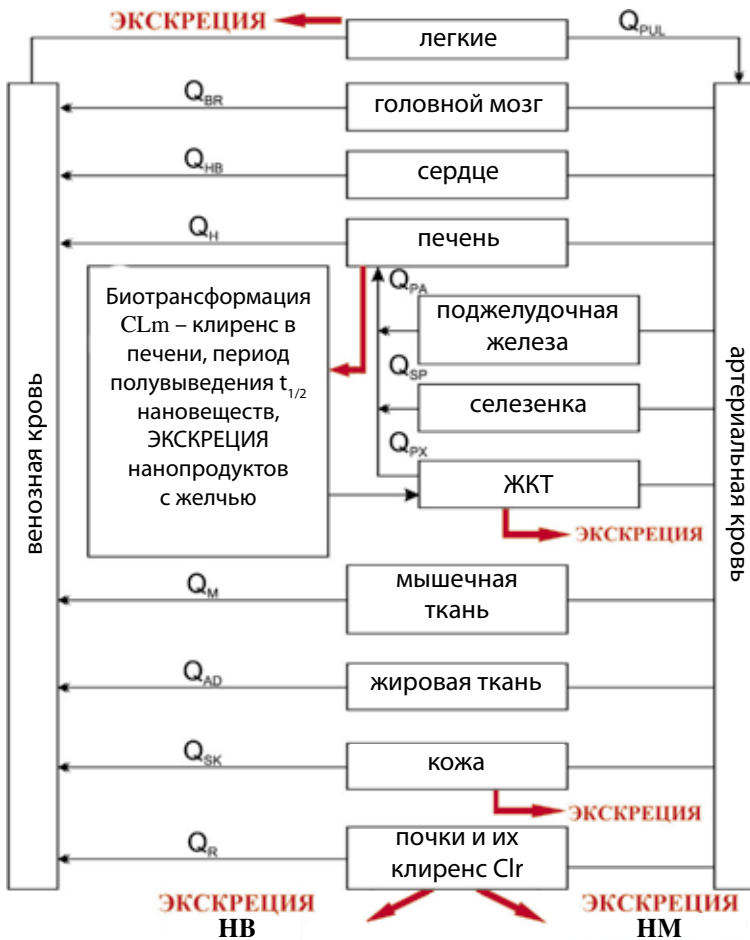 ЭКСКРЕЦИЯ
легкие
Q_PUL
Q_BR
головной мозг
Q_HB
сердце
Q_H
печень
Биотрансформация
CLm – клиренс в
печени, период
полувыведения t_1/2
нановеществ,
ЭКСКРЕЦИЯ
нанопродуктов
с желчью
Q_PA
поджелудочная
железа
Q_SP
селезенка
Q_PX
ЖКТ
ЭКСКРЕЦИЯ
венозная кровь
артериальная кровь
Q_M
мышечная
ткань
Q_AD
жировая ткань
Q_SK
кожа
ЭКСКРЕЦИЯ
Q_R
почки и их
клиренс Clr
ЭКСКРЕЦИЯ
НВ
ЭКСКРЕЦИЯ
НМ